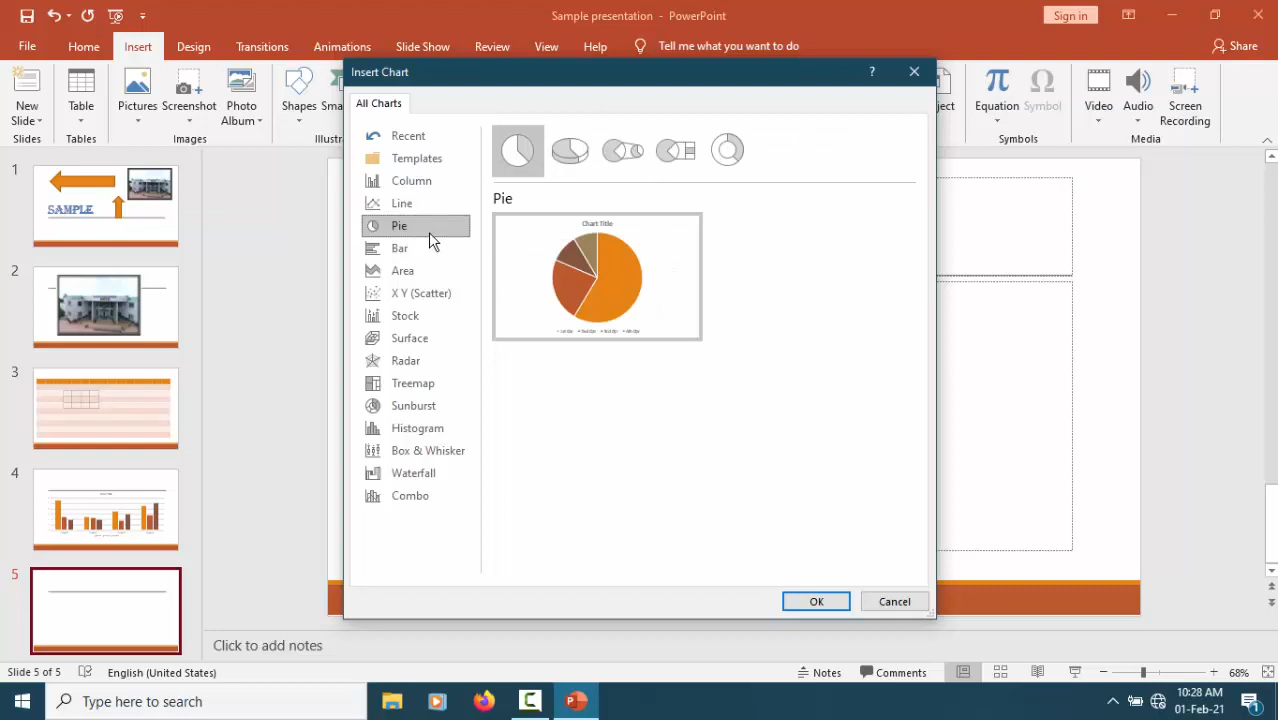 Sample presentation - PowerPoint
Sign in
File
Home
Insert
Design
Transitions
Animations
Slide Show
Review
View
Help
Tell me what you want to do
Share
New Slide
Table
Pictures
Screenshot
Photo Album
Shapes
Equation
Symbol
Video
Audio
Screen Recording
Slides
Tables
Images
Symbols
Media
Insert Chart
?
All Charts
Recent
Templates
Column
Line
Pie
Bar
Area
X Y (Scatter)
Stock
Surface
Radar
Treemap
Sunburst
Histogram
Box & Whisker
Waterfall
Combo
Pie
Chart Title
OK
Cancel
1
SAMPLE
2
3
4
5
Click to add notes
Slide 5 of 5
English (United States)
Notes
Comments
68%
Type here to search
10:28 AM
01-Feb-21
1